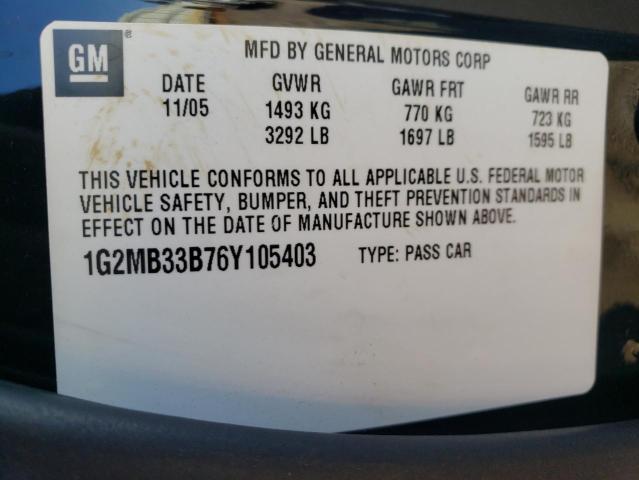 GM ® MFD BY GENERAL MOTORS CORP
DATE GVWR GAWR FRT GAWR RR
11/05 1493 KG 770 KG 723 KG
3292 LB 1697 LB 1595 LB
THIS VEHICLE CONFORMS TO ALL APPLICABLE U.S. FEDERAL MOTOR
VEHICLE SAFETY, BUMPER, AND THEFT PREVENTION STANDARDS IN
EFFECT ON THE DATE OF MANUFACTURE SHOWN ABOVE.
1G2MB33B76Y105403 TYPE: PASS CAR